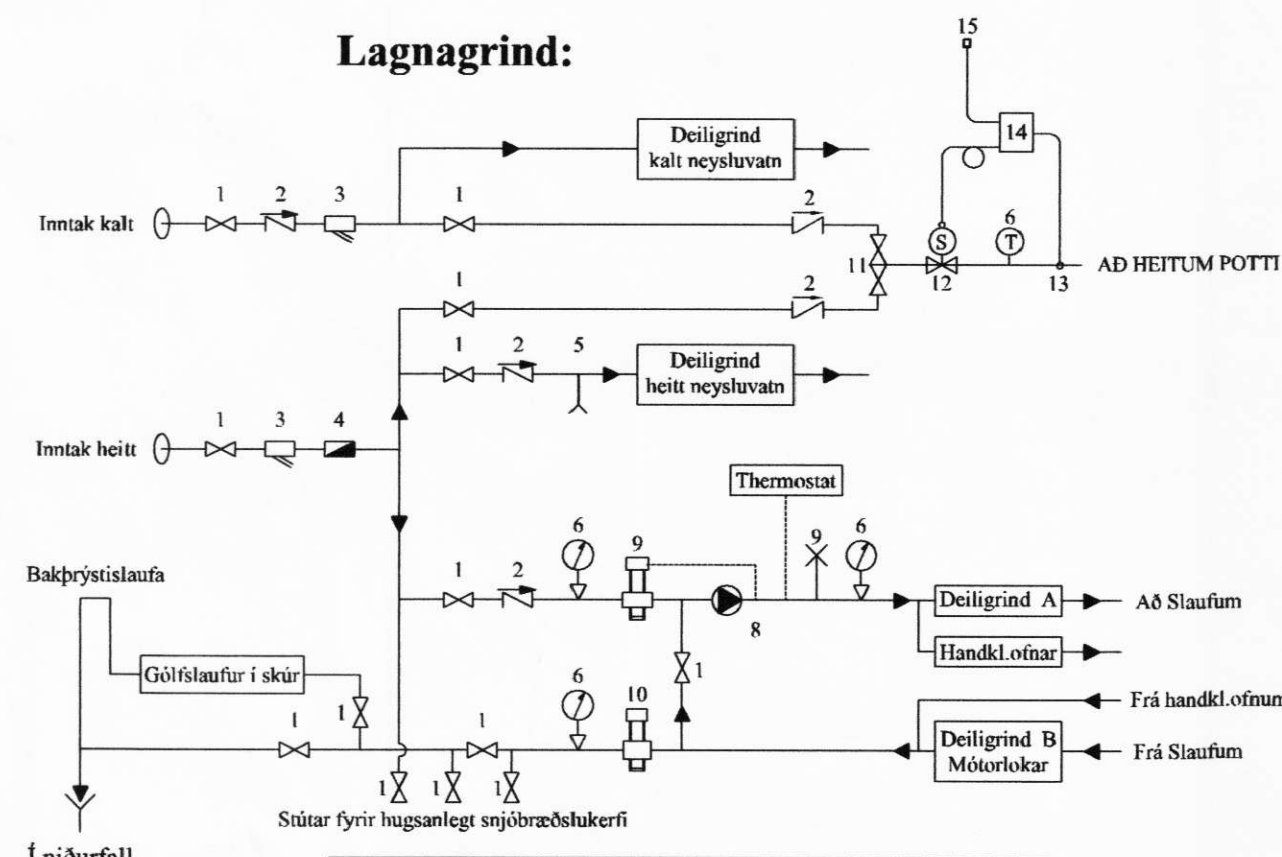 Lagnagrind:
15
14
Deiligrind
kalt neysluvatn
1
2
3
1
2
6
Inntak kalt
S
T
11
AÐ HEITUM POTTI
12
13
1
2
1
2
5
Deiligrind
heitt neysluvatn
1
3
4
Inntak heitt
Thermostat
6
9
9
6
Bakþrýstislaufa
1
2
Deiligrind A
Að Slaufum
8
Gólfslaufur í skúr
6
10
1
Handkl.ofnar
1
1
1
Frá handkl.ofnum
Deiligrind B
Mótorlokar
Frá Slaufum
1
1
1
Stútar fyrir hugsanlegt snjóbræðslukerfi
Í niðurfall